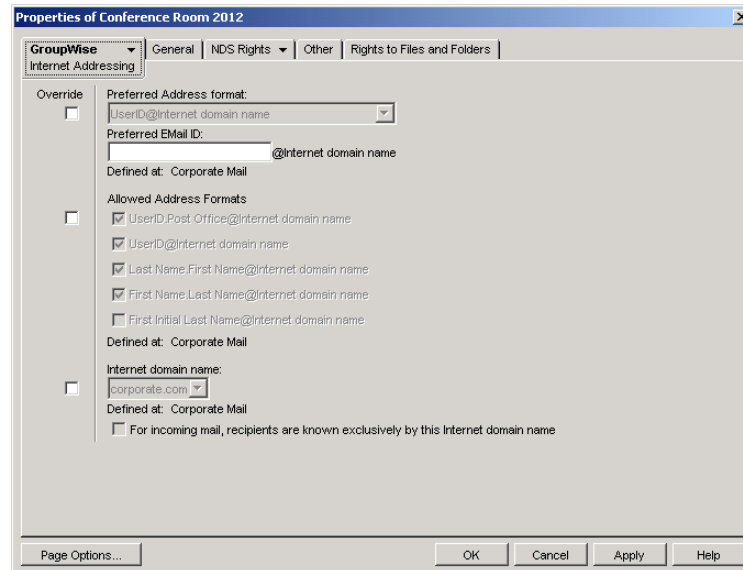 Properties of Conference Room 2012
GroupWise General NDS Rights Other Rights to Files and Folders
Internet Addressing
Override Preferred Address format:
UserID@Internet domain name
Preferred EMail ID:
@Internet domain name
Defined at: Corporate Mail
Allowed Address Formats
UserID.Post Office@Internet domain name
UserID@Internet domain name
Last Name.First Name@Internet domain name
First Name.Last Name@Internet domain name
First Initial Last Name@Internet domain name
Defined at: Corporate Mail
Internet domain name:
corporate.com
Defined at: Corporate Mail
For incoming mail, recipients are known exclusively by this Internet domain name
Page Options... OK Cancel Apply Help